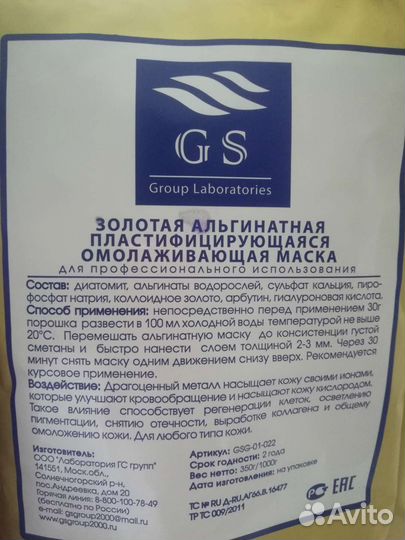 GS
Group Laboratories
ЗОЛОТАЯ АЛЬГИНАТНАЯ
ПЛАСТИФИЦИРУЮЩАЯСЯ
ОМОЛАЖИВАЮЩАЯ МАСКА
для профессионального использования
Состав: диатомит, альгинаты водорослей, сульфат кальция, пиро-
фосфат натрия, коллоидное золото, арбутин, гиалуроновая кислота.
Способ применения: непосредственно перед применением 30г
порошка развести в 100 мл холодной воды температурой не выше
20°С. Перемешать альгинатную маску до консистенции густой
сметаны и быстро нанести слоем толщиной 2-3 мм. Через 30
минут снять маску одним движением снизу вверх. Рекомендуется
курсовое применение.
Воздействие: Драгоценный металл насыщает кожу своими ионами,
которые улучшают кровообращение и насыщают кожу кислородом.
Такое влияние способствует регенерации клеток, осветлению
пигментации, снятию отечности, выработке коллагена и общему
омоложению кожи. Для любого типа кожи.
Изготовитель:
ООО "Лаборатория ГС групп"
141551, Моск.обл.,
Солнечногорский р-н,
пос.Андреевка, дом 20
Горячая линия: 8-800-100-78-49
(бесплатно по России)
e-mail: gsgroup2000@mail.ru
www.gsgroup2000.ru
Артикул: GSG-01-022
Срок годности: 2 года
Вес нетто: 350г/1000г
Дата изготовления: на упаковке
ТС № RU Д-RU.АГ66.В.16477
ТР ТС 009/2011
EAC
Avito